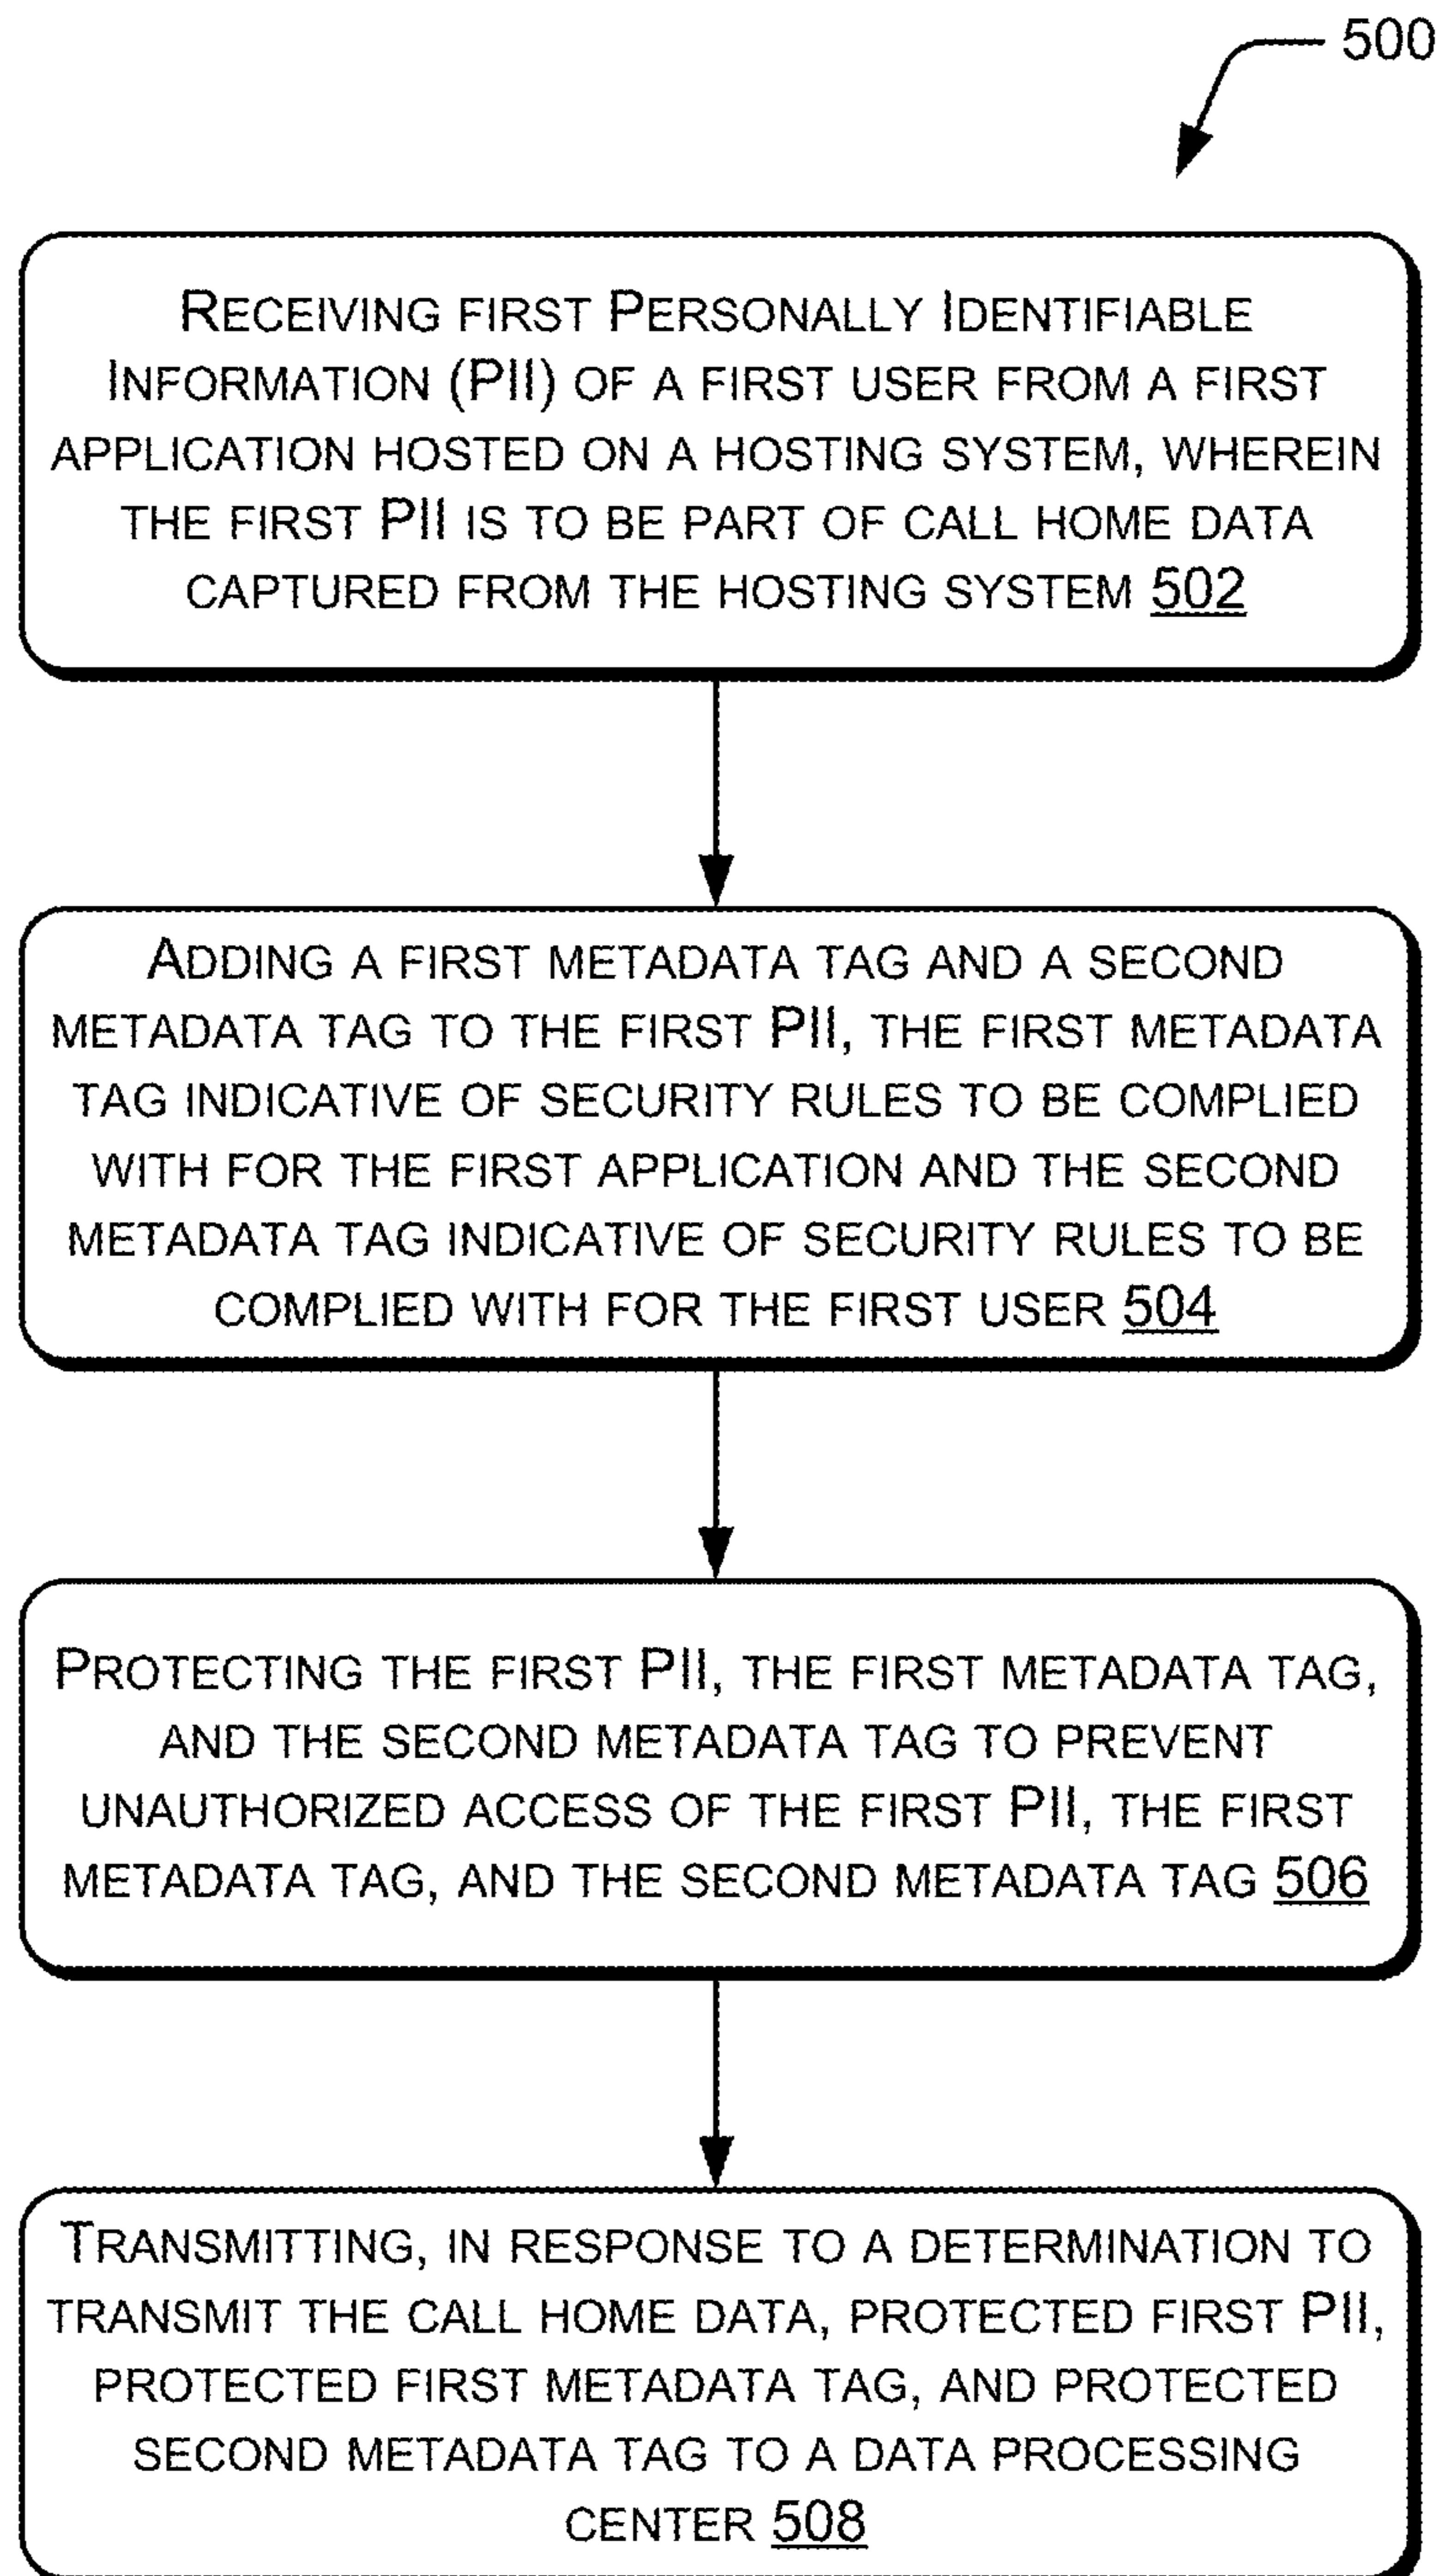 500
RECEIVING FIRST PERSONALLY IDENTIFIABLE
INFORMATION (PII) OF A FIRST USER FROM A FIRST
APPLICATION HOSTED ON A HOSTING SYSTEM, WHEREIN
THE FIRST PII IS TO BE PART OF CALL HOME DATA
CAPTURED FROM THE HOSTING SYSTEM 502
ADDING A FIRST METADATA TAG AND A SECOND
METADATA TAG TO THE FIRST PII, THE FIRST METADATA
TAG INDICATIVE OF SECURITY RULES TO BE COMPLIED
WITH FOR THE FIRST APPLICATION AND THE SECOND
METADATA TAG INDICATIVE OF SECURITY RULES TO BE
COMPLIED WITH FOR THE FIRST USER 504
PROTECTING THE FIRST PII, THE FIRST METADATA TAG,
AND THE SECOND METADATA TAG TO PREVENT
UNAUTHORIZED ACCESS OF THE FIRST PII, THE FIRST
METADATA TAG, AND THE SECOND METADATA TAG 506
TRANSMITTING, IN RESPONSE TO A DETERMINATION TO
TRANSMIT THE CALL HOME DATA, PROTECTED FIRST PII,
PROTECTED FIRST METADATA TAG, AND PROTECTED
SECOND METADATA TAG TO A DATA PROCESSING
CENTER 508